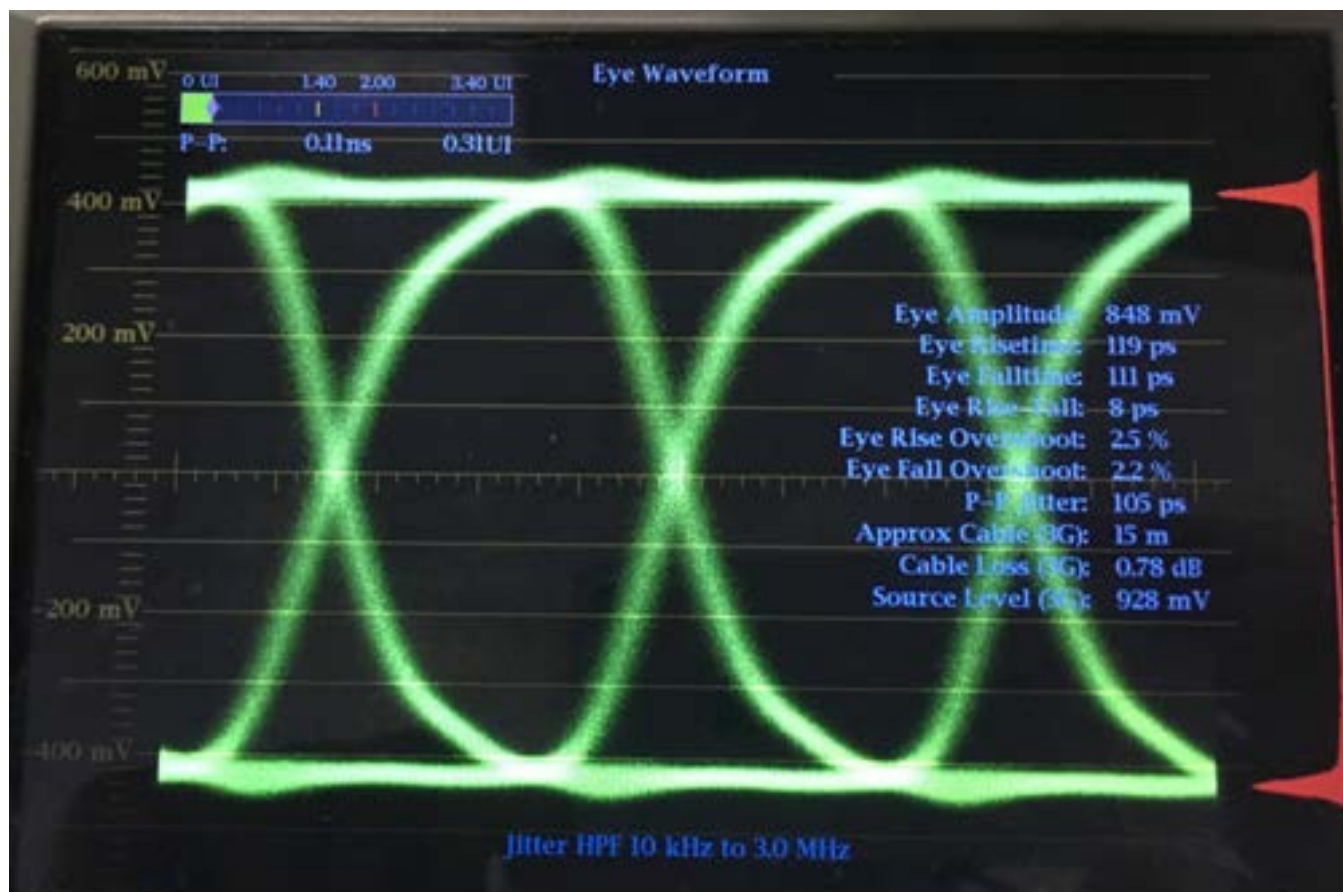 Eye Waveform
600 mV
0 UI 1.40 2.00 3.40 UI
P-P: 0.11ns 0.31UI
400 mV
200 mV
Eye Amplitude: 848 mV
Eye Risetime: 119 ps
Eye Falltime: 111 ps
Eye Rise-Fall: 8 ps
Eye Rise Overshoot: 2.5 %
Eye Fall Overshoot: 2.2 %
P-P Jitter: 105 ps
Approx Cable (3G): 15 m
Cable Loss (3G): 0.78 dB
Source Level (3G): 928 mV
-200 mV
-400 mV
Jitter HPF 10 kHz to 3.0 MHz